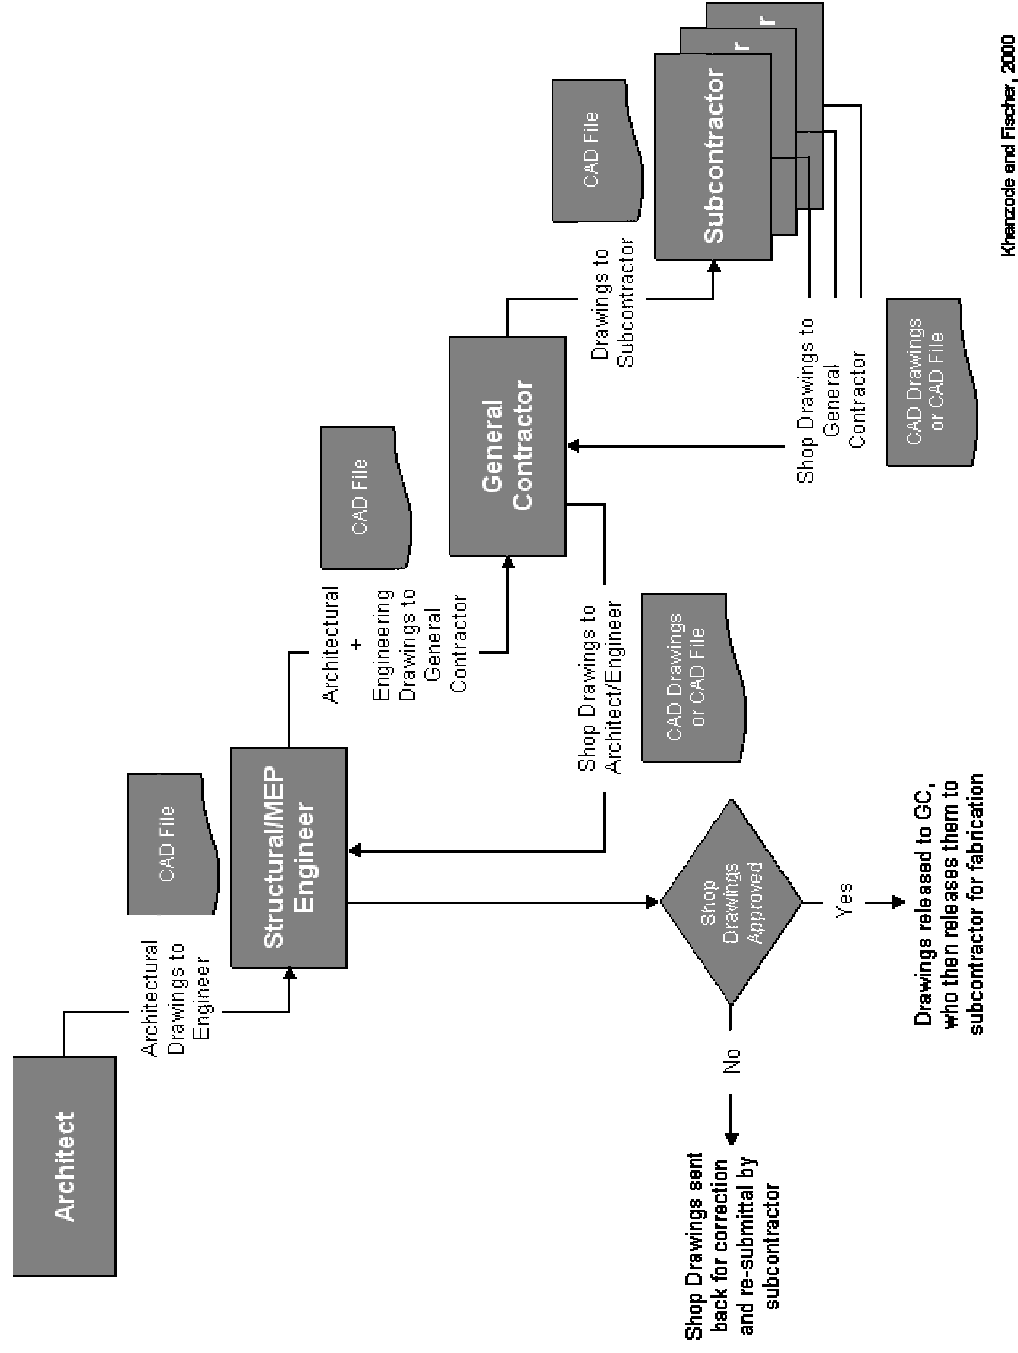 Architect
Architectural
Drawings to
Engineer
CAD File
Structural/MEP
Engineer
Architectural
+
Engineering
Drawings to
General
Contractor
CAD File
General
Contractor
Drawings to
Subcontractor
CAD File
Subcontractor
r
r
Shop Drawings to
General
Contractor
CAD Drawings
or CAD File
Shop Drawings to
Architect/Engineer
CAD Drawings
or CAD File
Shop
Drawings
Approved
No
Shop Drawings sent
back for correction
and re-submittal by
subcontractor
Yes
Drawings released to GC,
who then releases them to
subcontractor for fabrication
Khanzode and Fischer, 2000